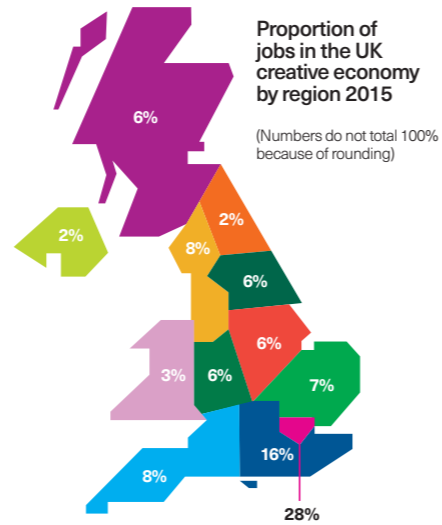 Proportion of
jobs in the UK
creative economy
by region 2015
(Numbers do not total 100%
because of rounding)
6%
2%
2%
8%
6%
6%
3%
6%
7%
8%
16%
28%